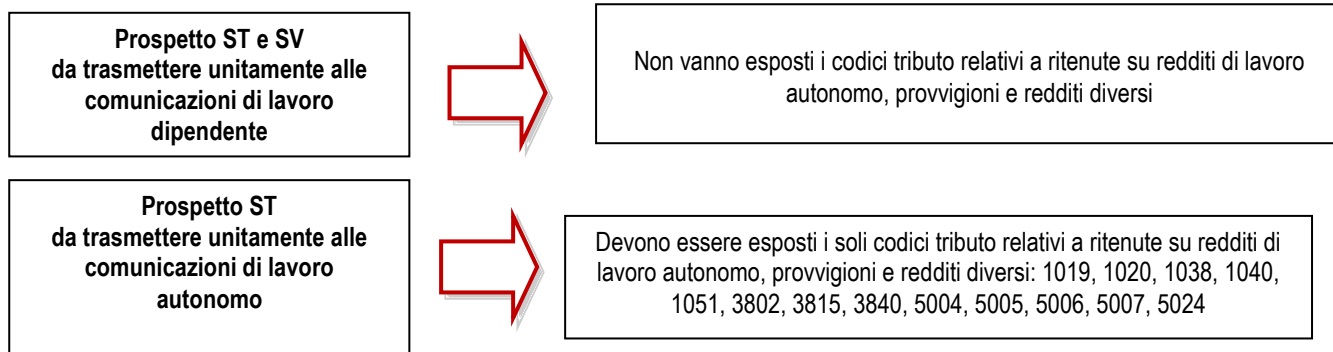 Prospetto ST e SV
da trasmettere unitamente alle
comunicazioni di lavoro
dipendente
Non vanno esposti i codici tributo relativi a ritenute su redditi di lavoro
autonomo, provvigioni e redditi diversi
Prospetto ST
da trasmettere unitamente alle
comunicazioni di lavoro
autonomo
Devono essere esposti i soli codici tributo relativi a ritenute su redditi di
lavoro autonomo, provvigioni e redditi diversi: 1019, 1020, 1038, 1040,
1051, 3802, 3815, 3840, 5004, 5005, 5006, 5007, 5024